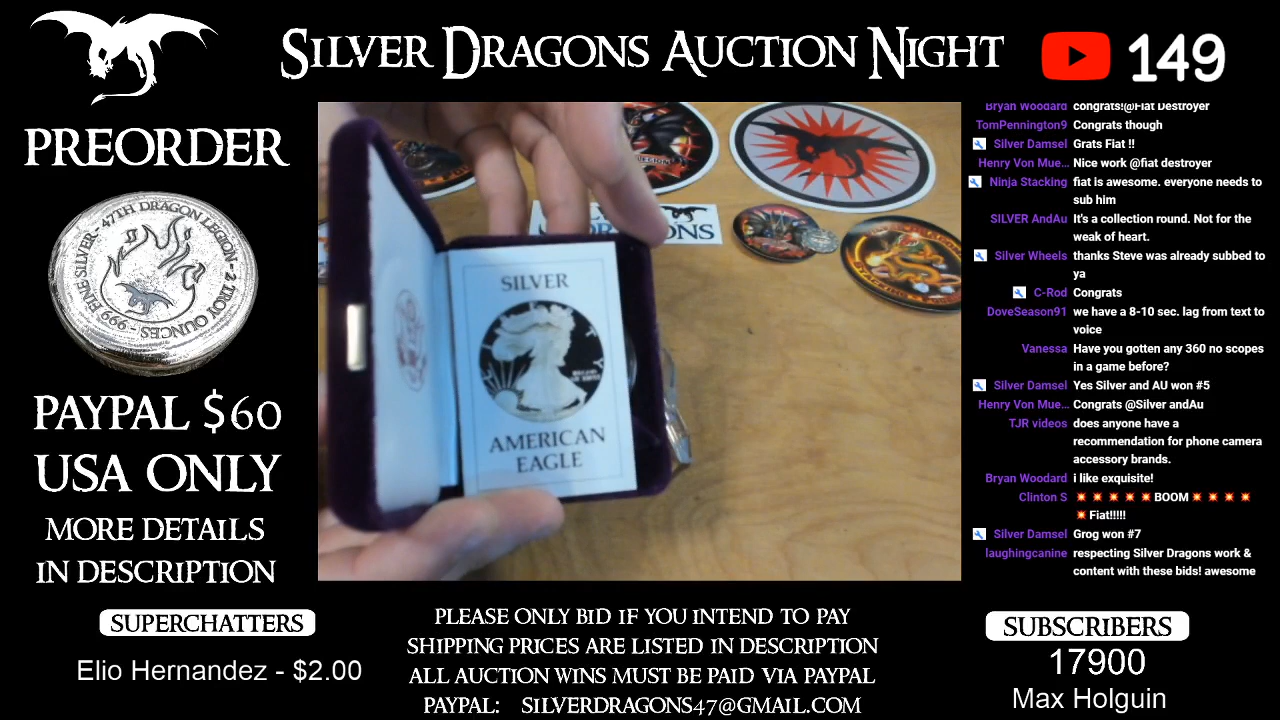 SILVER DRAGONS AUCTION NIGHT
149
PREORDER
47TH DRAGON LEGION - 2 TROY OUNCES - .999 FINE SILVER -
PAYPAL $60
USA ONLY
MORE DETAILS
IN DESCRIPTION
SILVER
AMERICAN
EAGLE
Bryan Woodard congrats!@Fiat Destroyer
TomPennington9 Congrats though
Silver Damsel Grats Fiat !!
Henry Von Mue... Nice work @fiat destroyer
Ninja Stacking fiat is awesome. everyone needs to
sub him
SILVER AndAu It's a collection round. Not for the
weak of heart.
Silver Wheels thanks Steve was already subbed to
ya
C-Rod Congrats
DoveSeason91 we have a 8-10 sec. lag from text to
voice
Vanessa Have you gotten any 360 no scopes
in a game before?
Silver Damsel Yes Silver and AU won #5
Henry Von Mue... Congrats @Silver andAu
TJR videos does anyone have a
recommendation for phone camera
accessory brands.
Bryan Woodard i like exquisite!
Clinton S 💥💥💥💥💥BOOM💥💥💥💥
💥Fiat!!!!!
Silver Damsel Grog won #7
laughingcanine respecting Silver Dragons work &
content with these bids! awesome
SUPERCHATTERS
Elio Hernandez - $2.00
PLEASE ONLY BID IF YOU INTEND TO PAY
SHIPPING PRICES ARE LISTED IN DESCRIPTION
ALL AUCTION WINS MUST BE PAID VIA PAYPAL
PAYPAL: SILVERDRAGONS47@GMAIL.COM
SUBSCRIBERS
17900
Max Holguin